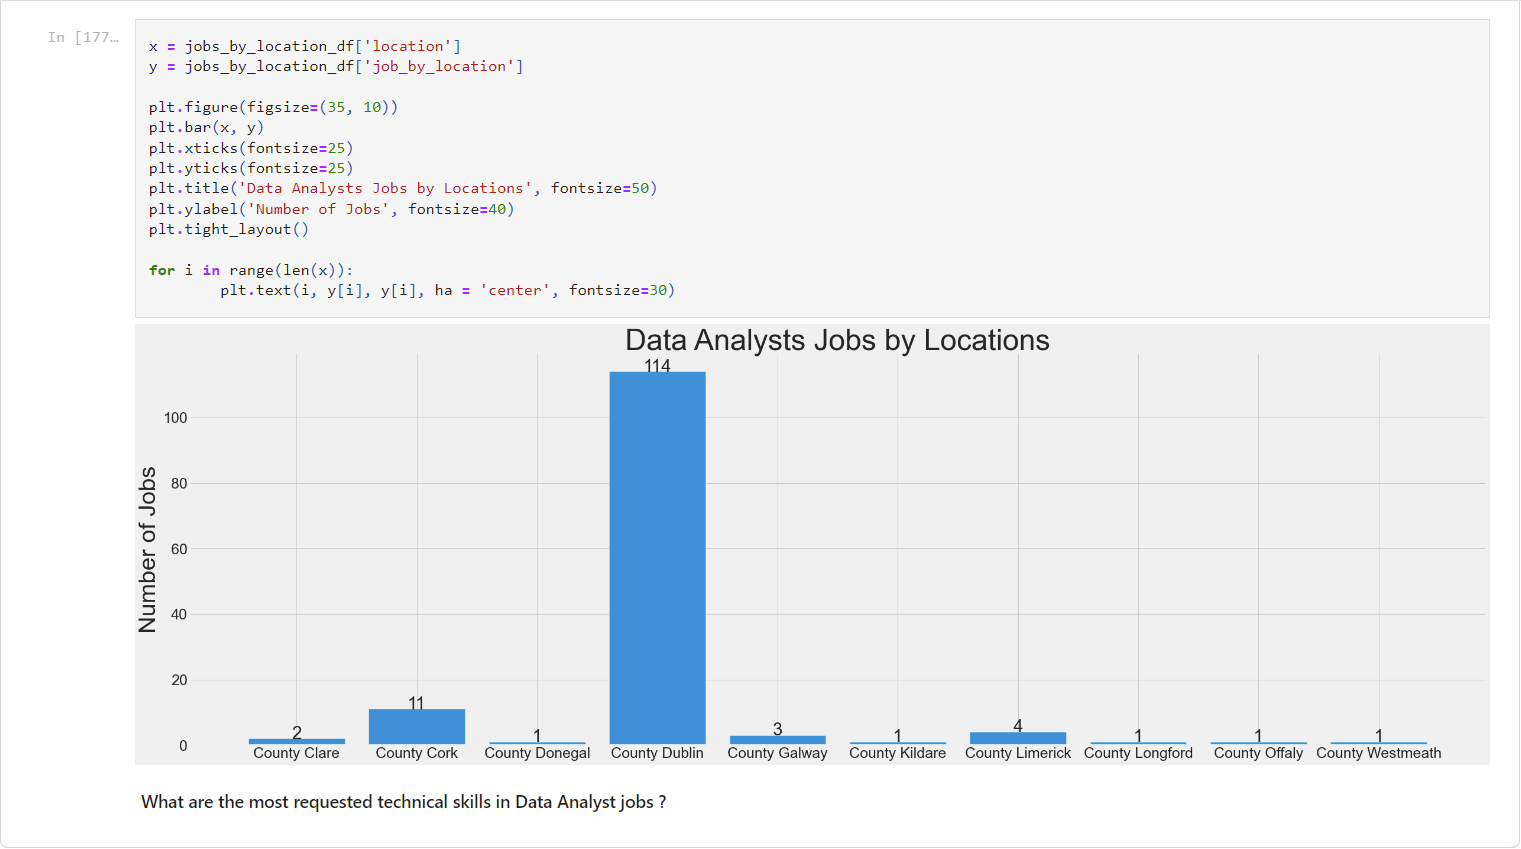 In [177…
x = jobs_by_location_df['location']
y = jobs_by_location_df['job_by_location']
plt.figure(figsize=(35, 10))
plt.bar(x, y)
plt.xticks(fontsize=25)
plt.yticks(fontsize=25)
plt.title('Data Analysts Jobs by Locations', fontsize=50)
plt.ylabel('Number of Jobs', fontsize=40)
plt.tight_layout()
for i in range(len(x)):
        plt.text(i, y[i], y[i], ha = 'center', fontsize=30)
Data Analysts Jobs by Locations
Number of Jobs
100
80
60
40
20
0
2
11
1
114
3
1
4
1
1
1
County Clare
County Cork
County Donegal
County Dublin
County Galway
County Kildare
County Limerick
County Longford
County Offaly
County Westmeath
What are the most requested technical skills in Data Analyst jobs ?